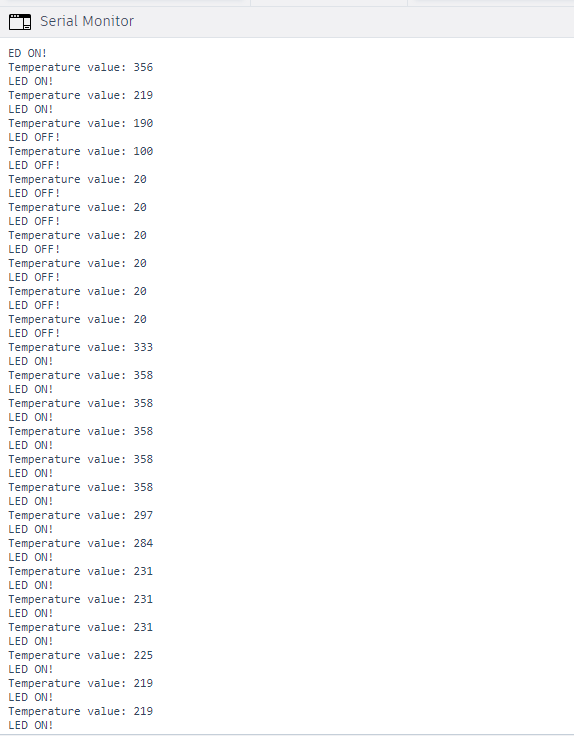 Serial Monitor
ED ON!
Temperature value: 356
LED ON!
Temperature value: 219
LED ON!
Temperature value: 190
LED OFF!
Temperature value: 100
LED OFF!
Temperature value: 20
LED OFF!
Temperature value: 20
LED OFF!
Temperature value: 20
LED OFF!
Temperature value: 20
LED OFF!
Temperature value: 20
LED OFF!
Temperature value: 20
LED OFF!
Temperature value: 333
LED ON!
Temperature value: 358
LED ON!
Temperature value: 358
LED ON!
Temperature value: 358
LED ON!
Temperature value: 358
LED ON!
Temperature value: 358
LED ON!
Temperature value: 297
LED ON!
Temperature value: 284
LED ON!
Temperature value: 231
LED ON!
Temperature value: 231
LED ON!
Temperature value: 231
LED ON!
Temperature value: 225
LED ON!
Temperature value: 219
LED ON!
Temperature value: 219
LED ON!